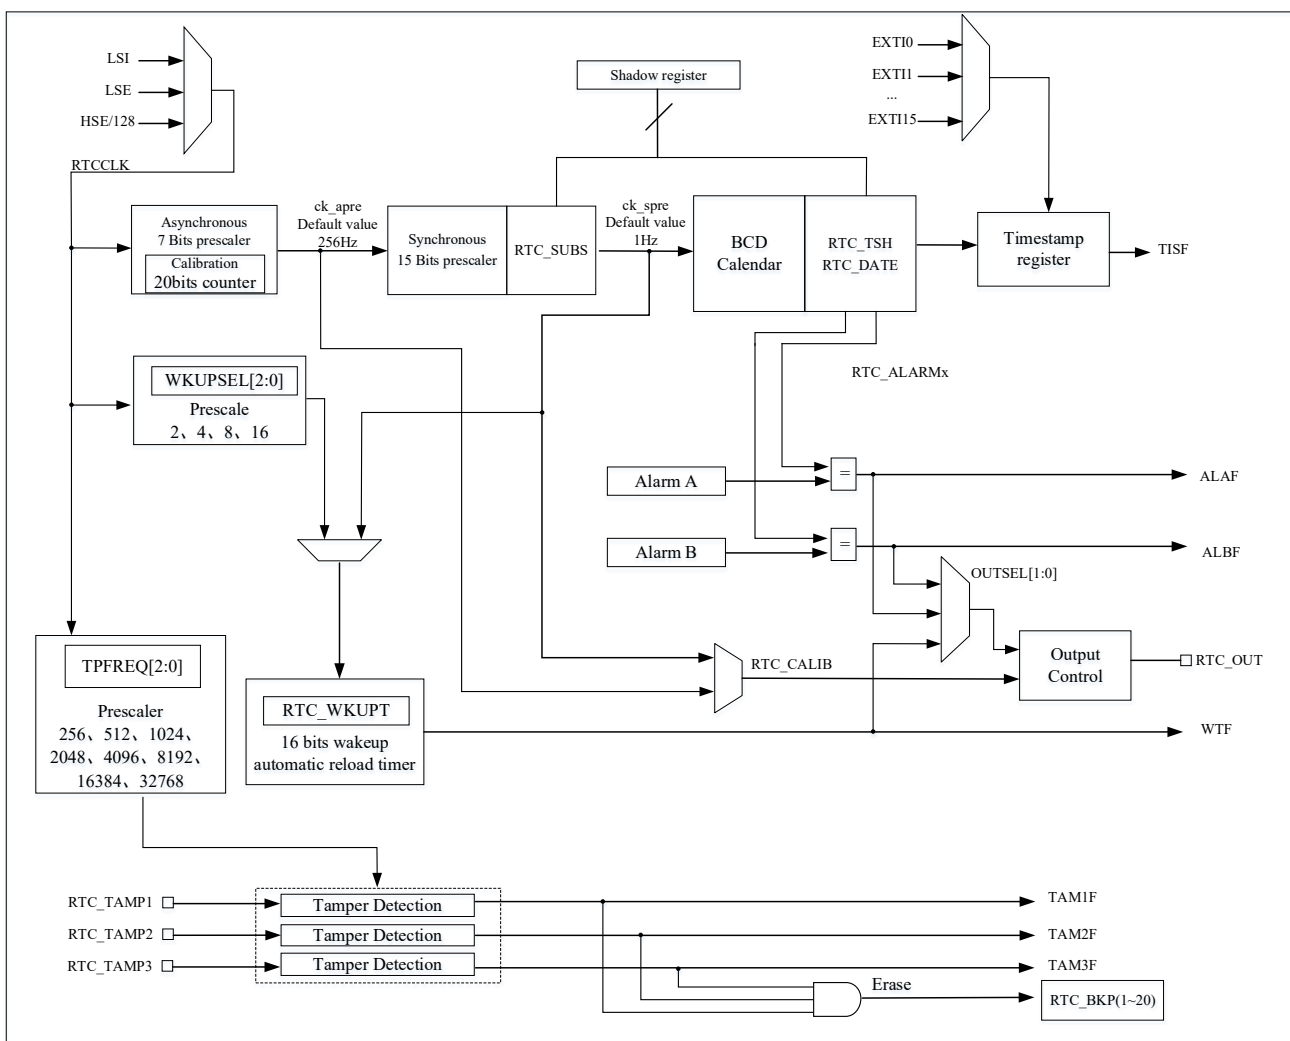 LSI
LSE
HSE/128
RTCCLK
Shadow register
EXTI0
EXTI1
...
EXTI15
Asynchronous
7 Bits prescaler
Calibration
20bits counter
ck_apre
Default value
256Hz
Synchronous
15 Bits prescaler
RTC_SUBS
ck_spre
Default value
1Hz
BCD
Calendar
RTC_TSH
RTC_DATE
Timestamp
register
TISF
WKUPSEL[2:0]
Prescale
2、4、8、16
RTC_ALARMx
Alarm A
=
ALAF
Alarm B
=
ALBF
OUTSEL[1:0]
TPFREQ[2:0]
Prescaler
256、512、1024、
2048、4096、8192、
16384、32768
RTC_WKUPT
16 bits wakeup
automatic reload timer
RTC_CALIB
Output
Control
RTC_OUT
WTF
RTC_TAMP1
Tamper Detection
TAM1F
RTC_TAMP2
Tamper Detection
TAM2F
RTC_TAMP3
Tamper Detection
TAM3F
Erase
RTC_BKP(1~20)